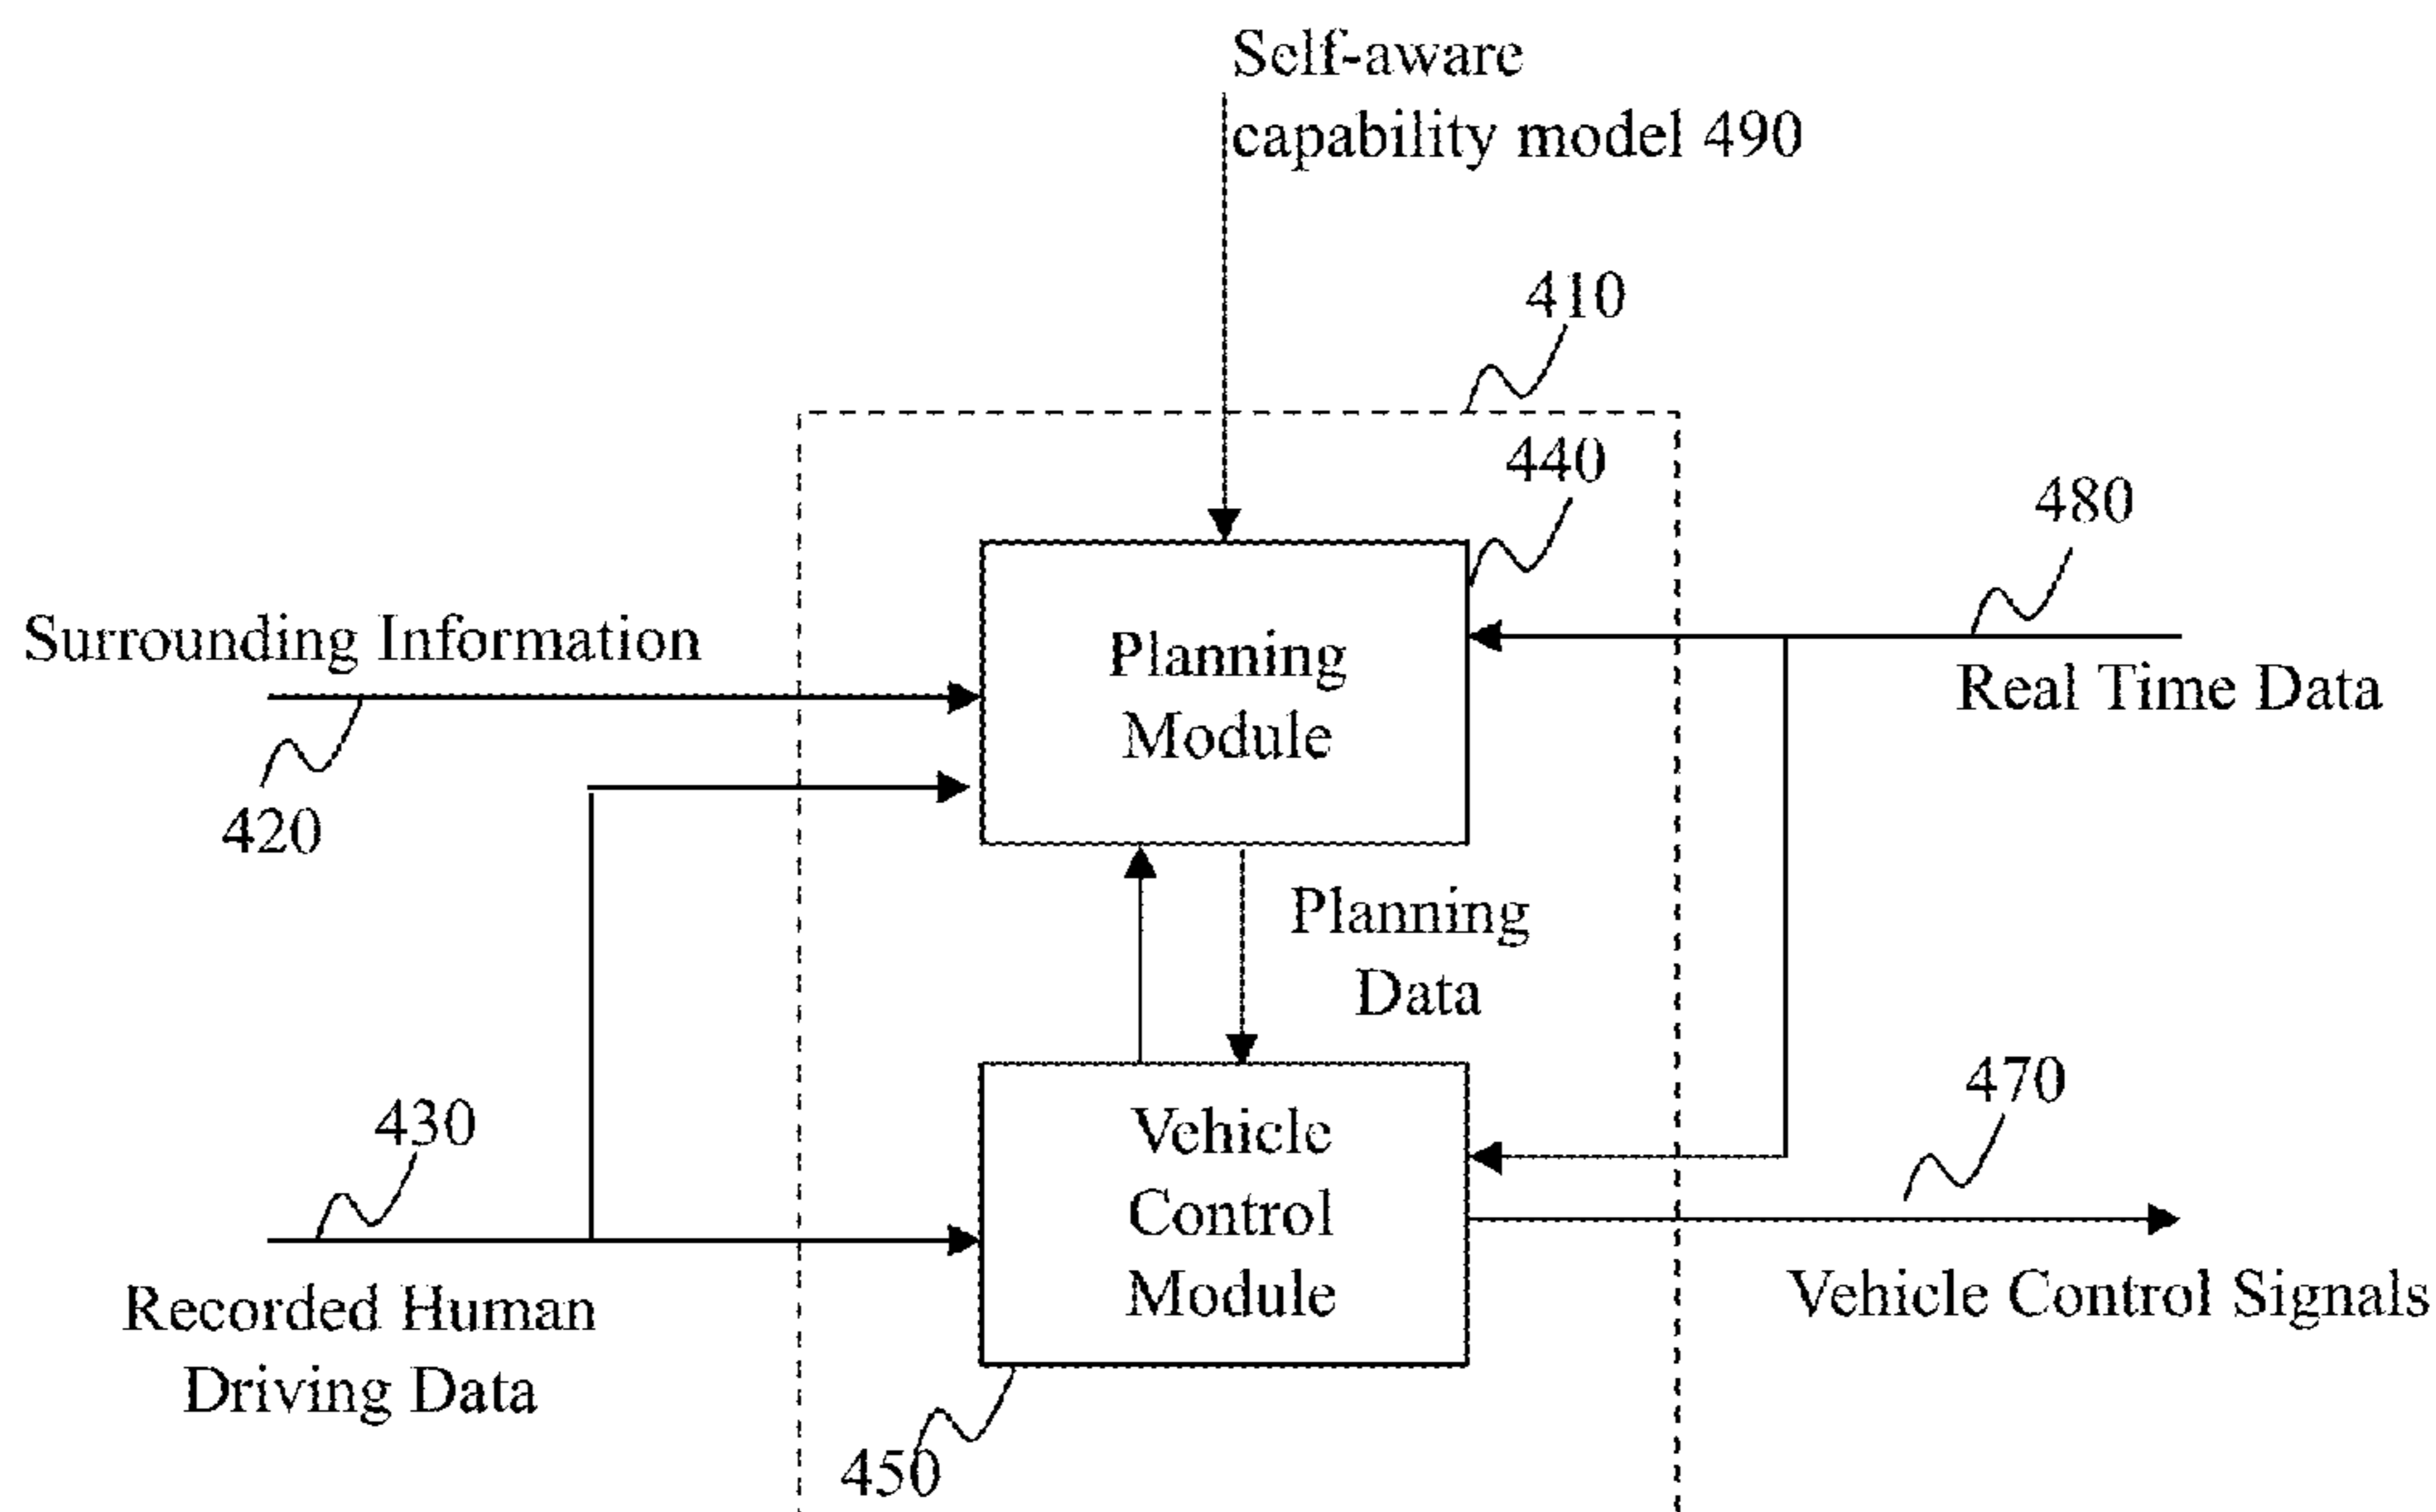 Self-aware
capability model 490
410
440
480
Surrounding Information
Planning
Module
Real Time Data
420
Planning
Data
430
Vehicle
Control
Module
470
Recorded Human
Driving Data
Vehicle Control Signals
450